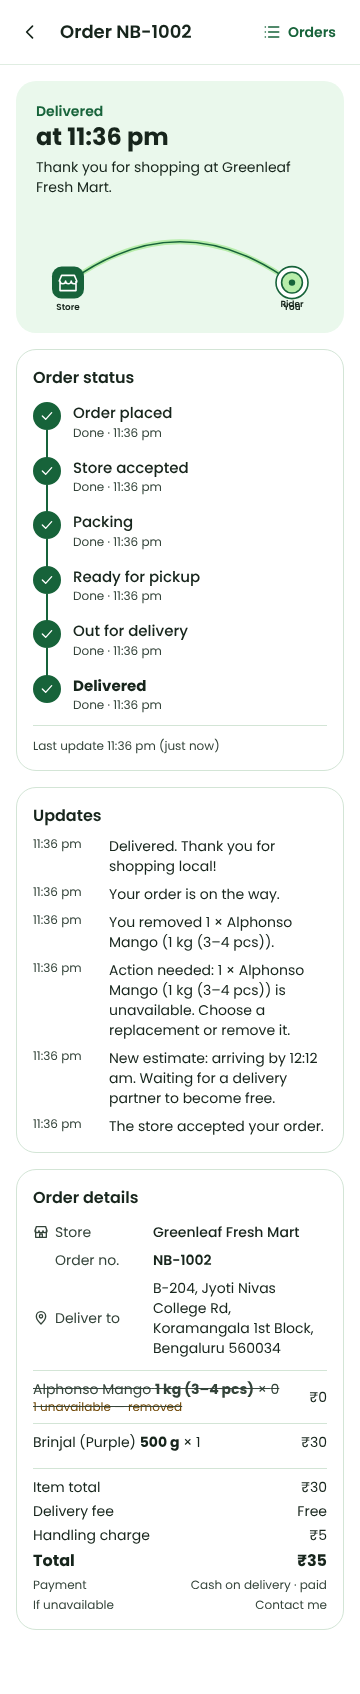 Order NB-1002
Orders
Delivered
at 11:36 pm
Thank you for shopping at Greenleaf
Fresh Mart.
Store
Rider
You
Order status
Order placed
Done · 11:36 pm
Store accepted
Done · 11:36 pm
Packing
Done · 11:36 pm
Ready for pickup
Done · 11:36 pm
Out for delivery
Done · 11:36 pm
Delivered
Done · 11:36 pm
Last update 11:36 pm (just now)
Updates
11:36 pm Delivered. Thank you for
shopping local!
11:36 pm Your order is on the way.
11:36 pm You removed 1 × Alphonso
Mango (1 kg (3–4 pcs)).
11:36 pm Action needed: 1 × Alphonso
Mango (1 kg (3–4 pcs)) is
unavailable. Choose a
replacement or remove it.
11:36 pm New estimate: arriving by 12:12
am. Waiting for a delivery
partner to become free.
11:36 pm The store accepted your order.
Order details
Store Greenleaf Fresh Mart
Order no. NB-1002
Deliver to B-204, Jyoti Nivas
College Rd,
Koramangala 1st Block,
Bengaluru 560034
Alphonso Mango 1 kg (3–4 pcs) × 0 ₹0
1 unavailable — removed
Brinjal (Purple) 500 g × 1 ₹30
Item total ₹30
Delivery fee Free
Handling charge ₹5
Total ₹35
Payment Cash on delivery · paid
If unavailable Contact me